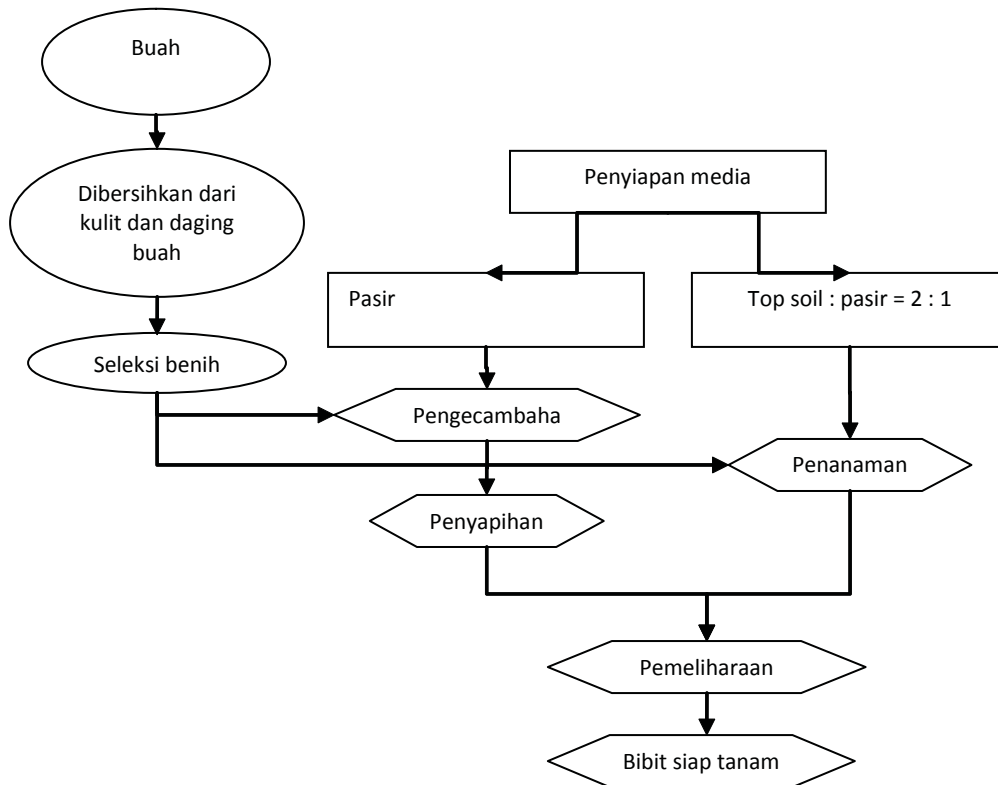 Buah
Dibersihkan dari
kulit dan daging
buah
Penyiapan media
Pasir
Top soil : pasir = 2 : 1
Seleksi benih
Pengecambaha
Penanaman
Penyapihan
Pemeliharaan
Bibit siap tanam